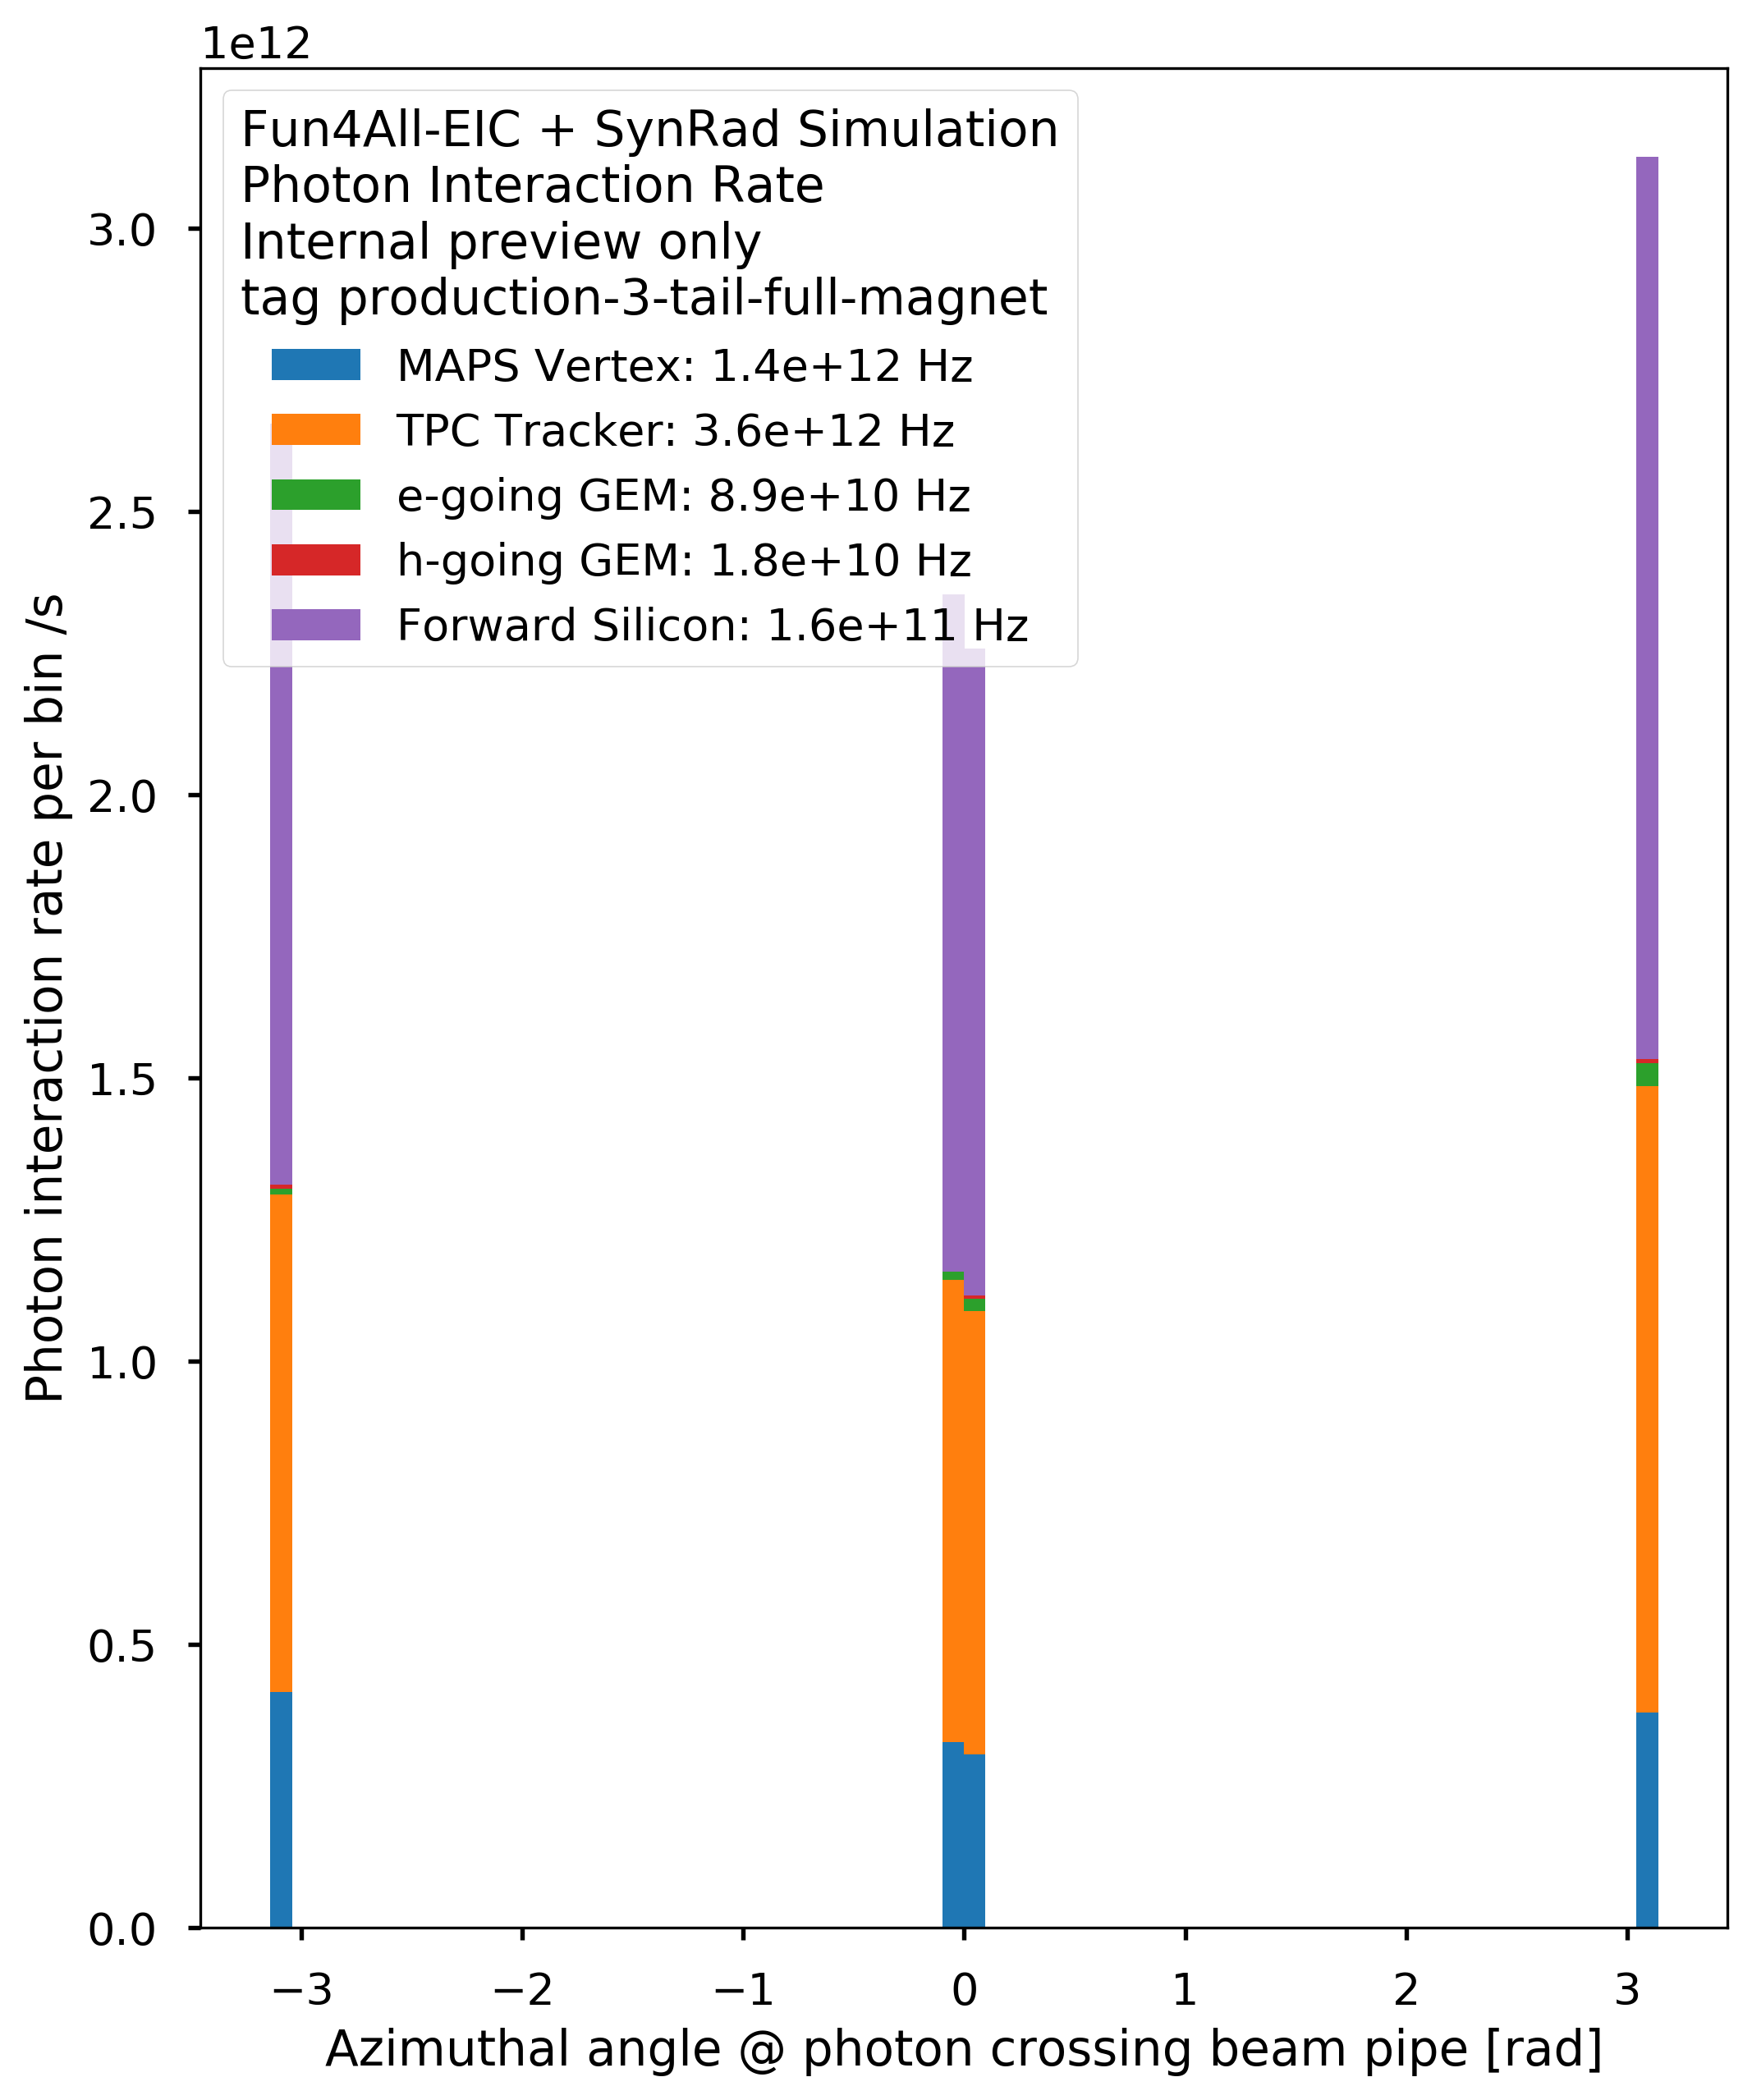 1e12
Fun4All-EIC + SynRad Simulation
Photon Interaction Rate
Internal preview only
tag production-3-tail-full-magnet
MAPS Vertex: 1.4e+12 Hz
TPC Tracker: 3.6e+12 Hz
e-going GEM: 8.9e+10 Hz
h-going GEM: 1.8e+10 Hz
Forward Silicon: 1.6e+11 Hz
Photon interaction rate per bin /s
3.0
2.5
2.0
1.5
1.0
0.5
0.0
−3 −2 −1 0 1 2 3
Azimuthal angle @ photon crossing beam pipe [rad]